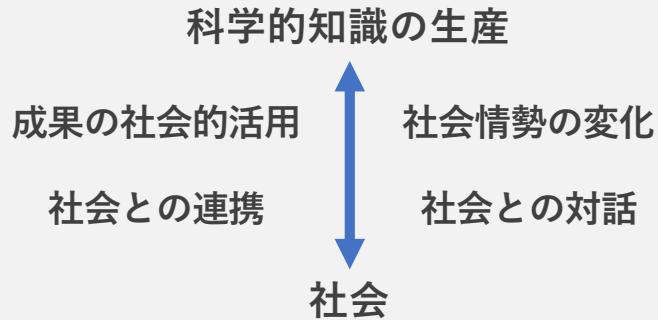 科学的知識の生産
成果の社会的活用
社会情勢の変化
社会との連携
社会との対話
社会